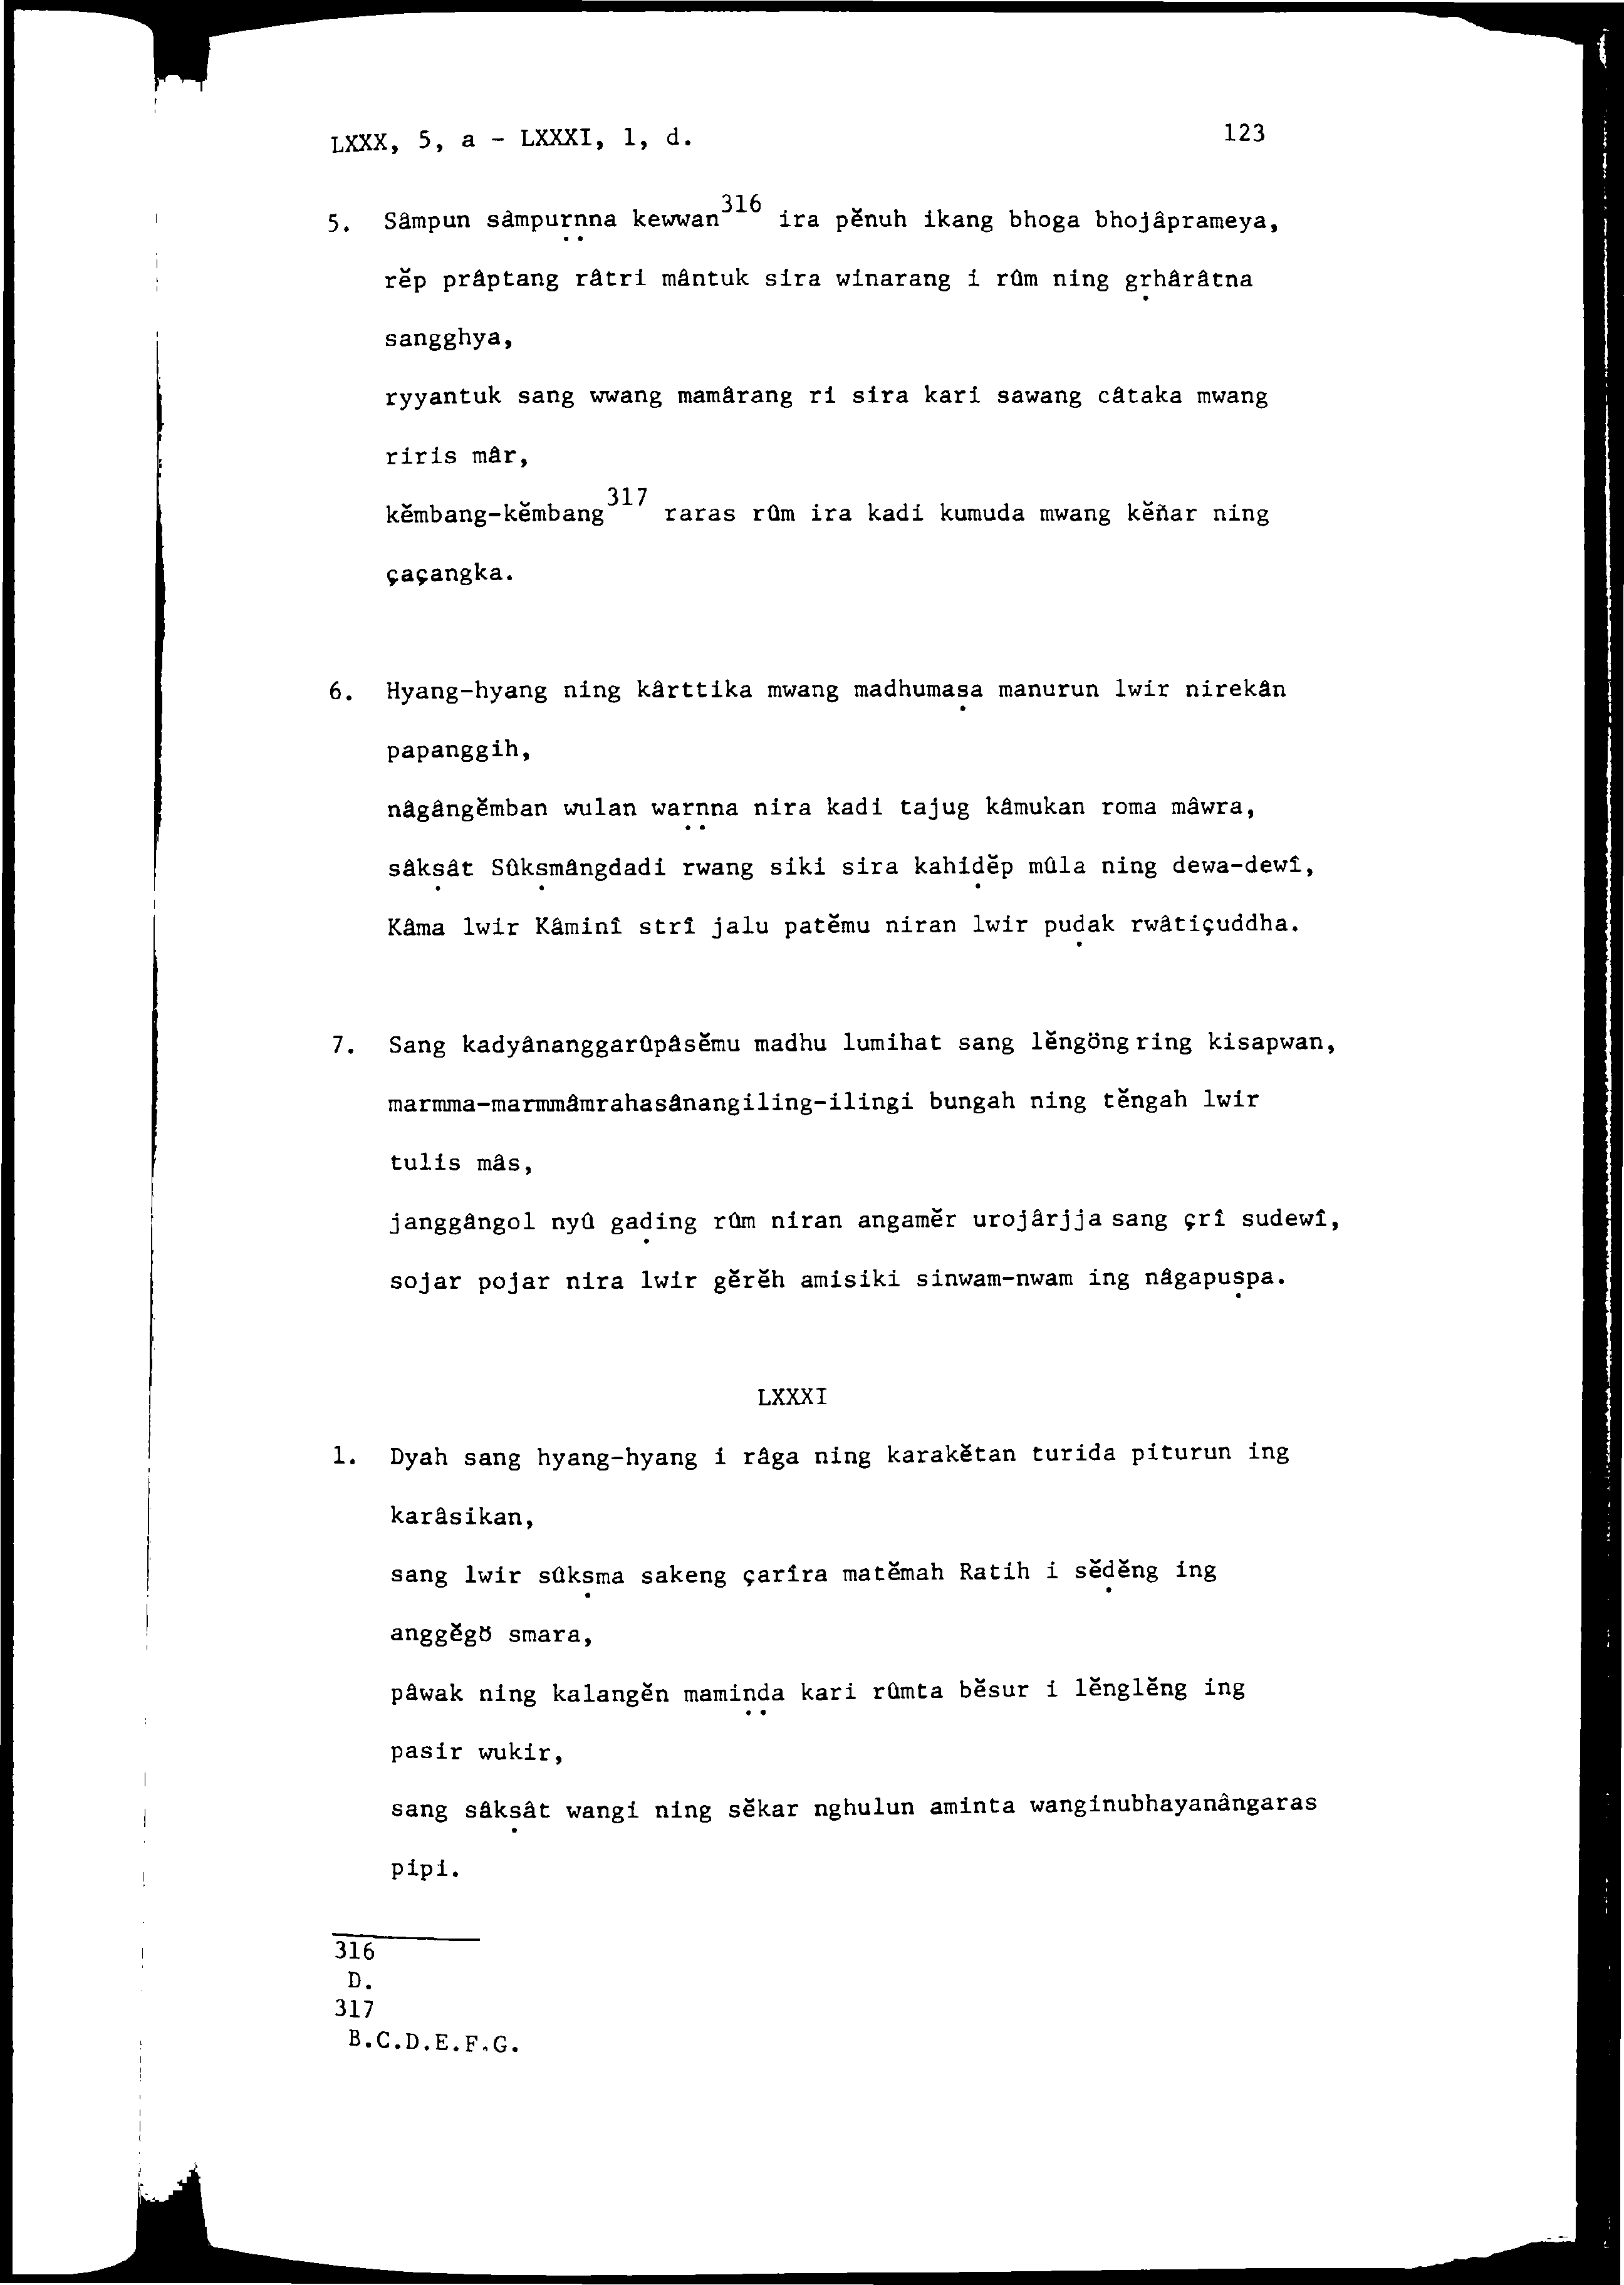 LXXX, 5, a - LXXXI, 1, d. 123
5. Sâmpun sâmpurṇṇa kewwan316 ira pĕnuh ikang bhoga bhojâprameya,
rĕp prâptang râtri mântuk sira winarang i rûm ning gṛhârâtna
sangghya,
ryyantuk sang wwang mamârang ri sira kari sawang câtaka mwang
riris mâr,
kĕmbang-kĕmbang317 raras rûm ira kadi kumuda mwang kĕñar ning
çaçangka.
6. Hyang-hyang ning kârttika mwang madhumaṣa manurun lwir nirekân
papanggih,
nâgângĕmban wulan warṇṇa nira kadi tajug kâmukan roma mâwra,
sâkṣât Sûkṣmângdadi rwang siki sira kahiḍĕp mûla ning dewa-dewî,
Kâma lwir Kâminî strî jalu patĕmu niran lwir puḍak rwâtiçuddha.
7. Sang kadyânanggarûpâsĕmu madhu lumihat sang lĕngöng ring kisapwan,
marmma-marmmâmrahasânangiling-ilingi bungah ning tĕngah lwir
tulis mâs,
janggângol nyû gaḍing rûm niran angamĕr urojârjja sang çrî sudewî,
sojar pojar nira lwir gĕrĕh amisiki sinwam-nwam ing nâgapuṣpa.
LXXXI
1. Dyah sang hyang-hyang i râga ning karakĕtan turida piturun ing
karâsikan,
sang lwir sûkṣma sakeng çarîra matĕmah Ratih i sĕḍĕng ing
anggĕgö smara,
pâwak ning kalangĕn maminḍa kari rûmta bĕsur i lĕnglĕng ing
pasir wukir,
sang sâkṣât wangi ning sĕkar nghulun aminta wanginubhayanângaras
pipi.
316
D.
317
B.C.D.E.F.G.